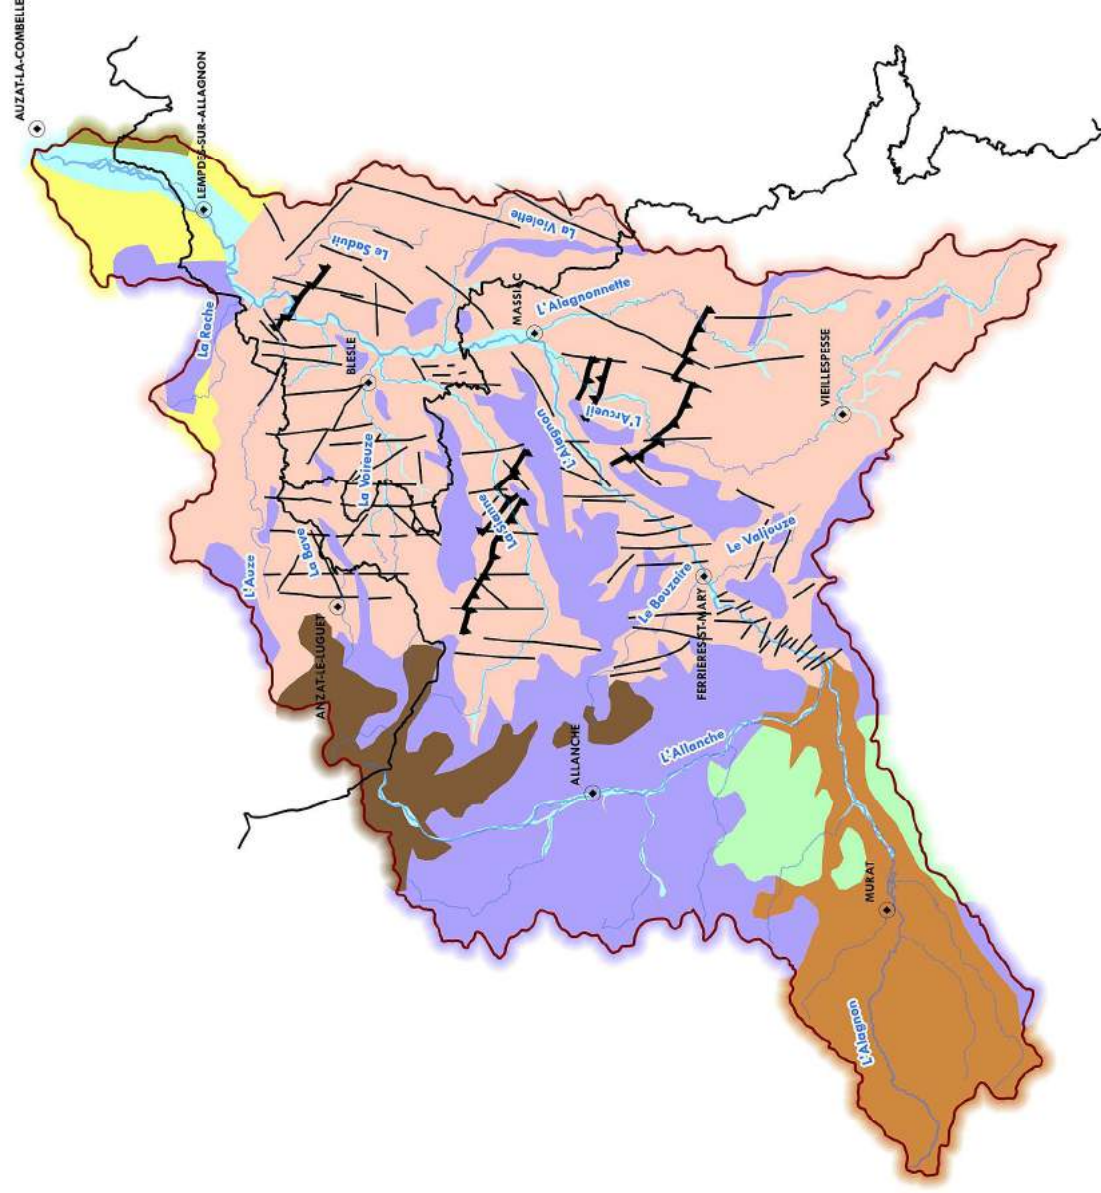 AUZAT-LA-COMBELLE
LEMPDES-SUR-ALLAGNON
La Roche
Le Saduit
La Violette
MASSIAC
L'Alagnonnette
BLESLE
L'Arcueil
VIEILLESPESSE
L'Alagnon
La Voireuze
La Sianne
Le Valjouze
L'Auze
La Bave
Le Bouzaire
ANZAT-LE-LUGUET
FERRIERES-ST-MARY
ALLANCHE
L'Allanche
MURAT
L'Alagnon